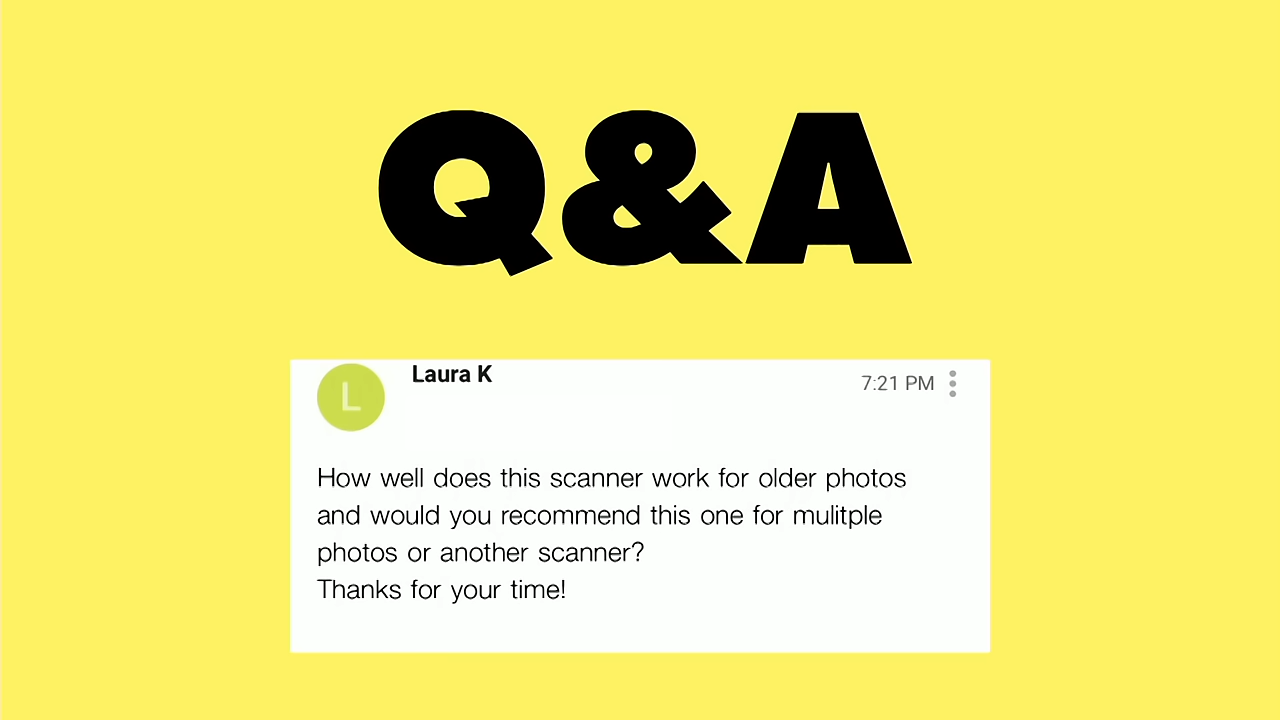 Q&A
L
Laura K
7:21 PM
How well does this scanner work for older photos
and would you recommend this one for mulitple
photos or another scanner?
Thanks for your time!